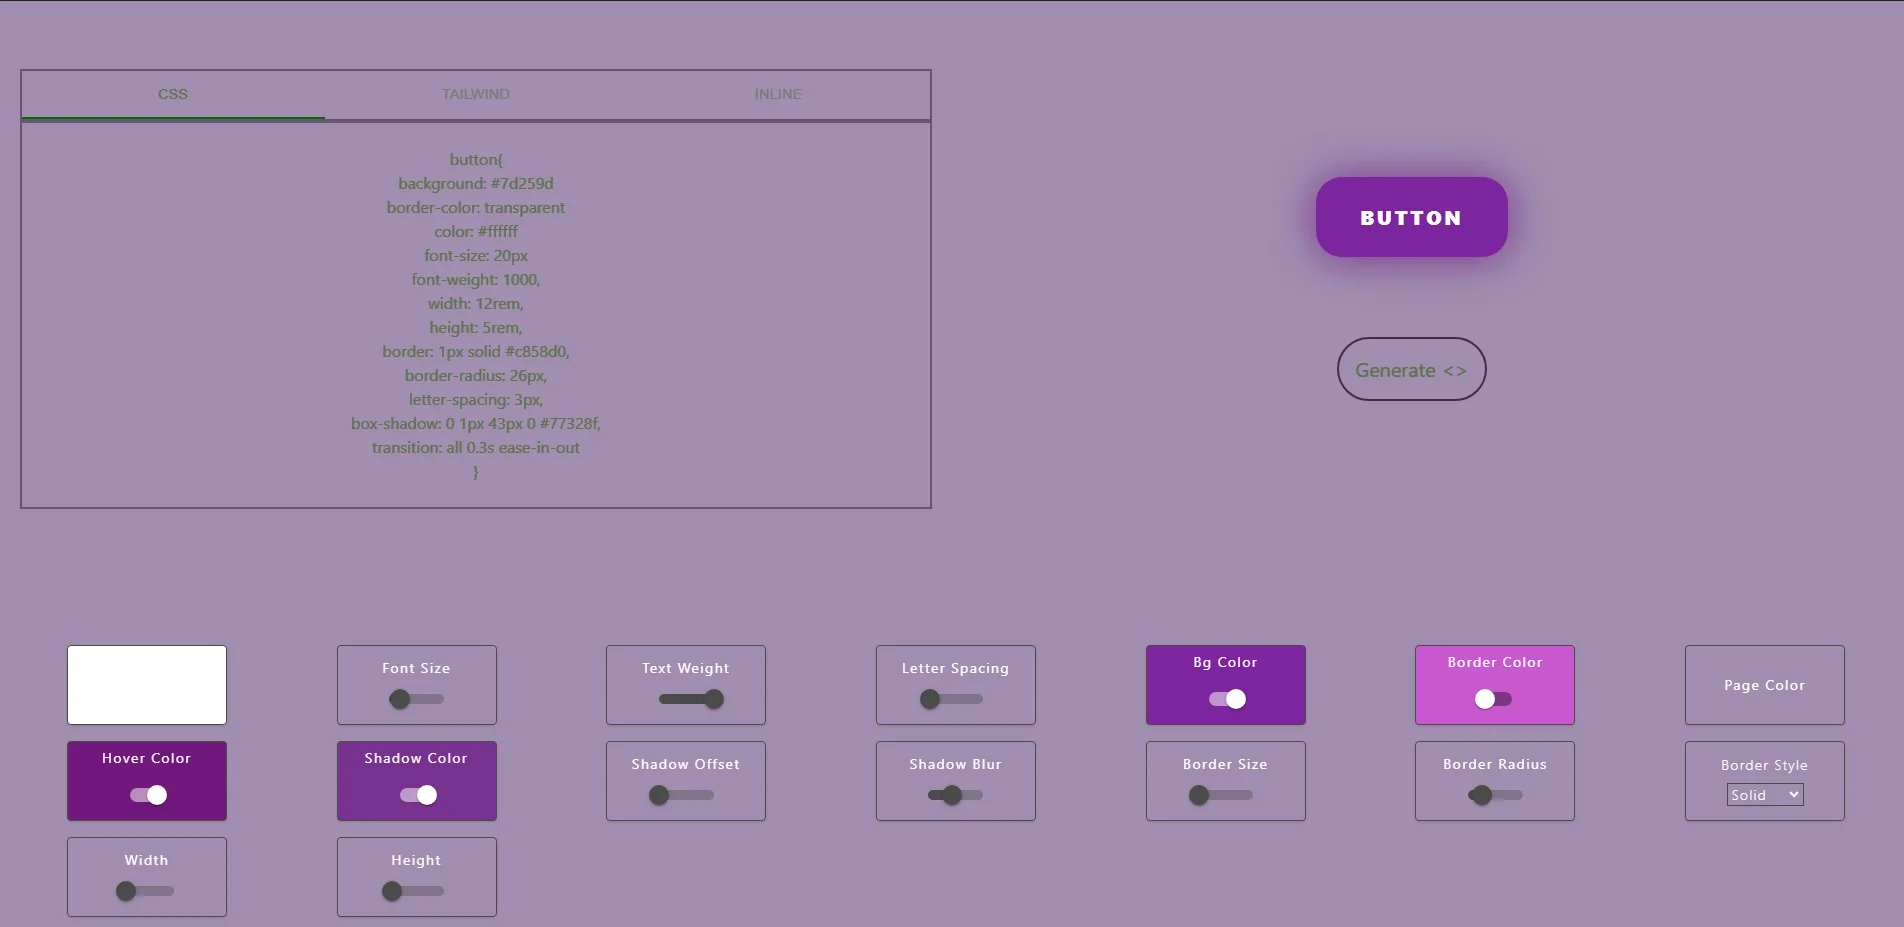 CSS
TAILWIND
INLINE
button{
background: #7d259d
border-color: transparent
color: #ffffff
font-size: 20px
font-weight: 1000,
width: 12rem,
height: 5rem,
border: 1px solid #c858d0,
border-radius: 26px,
letter-spacing: 3px,
box-shadow: 0 1px 43px 0 #77328f,
transition: all 0.3s ease-in-out
}
BUTTON
Generate <>
Font Size
Text Weight
Letter Spacing
Bg Color
Border Color
Page Color
Hover Color
Shadow Color
Shadow Offset
Shadow Blur
Border Size
Border Radius
Border Style
Solid
Width
Height